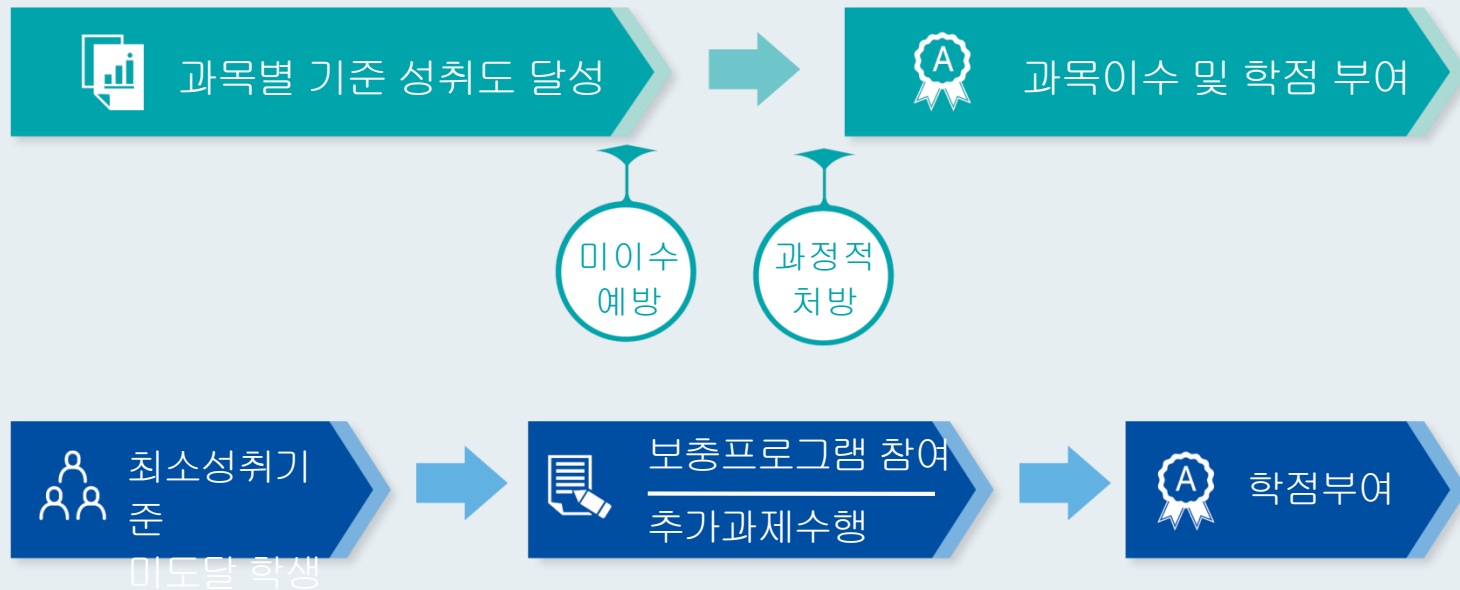 과목별 기준 성취도 달성
A
과목이수 및 학점 부여
미이수
예방
과정적
처방
최소성취기
준
미도달 학생
보충프로그램 참여
추가과제수행
A
학점부여